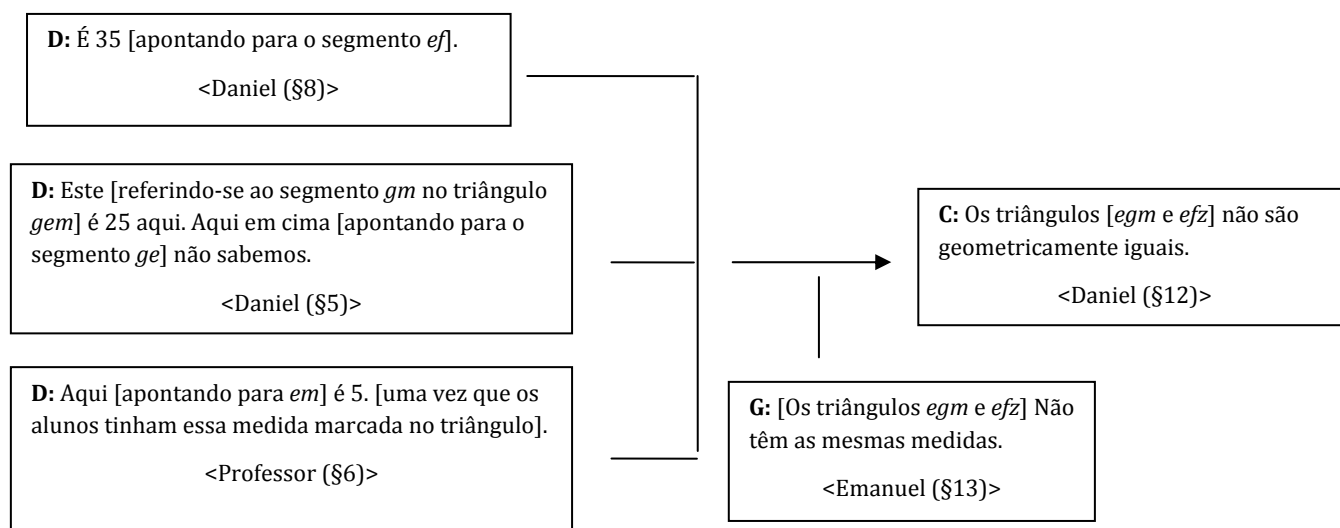 D: É 35 [apontando para o segmento ef].
<Daniel (§8)>
D: Este [referindo-se ao segmento gm no triângulo
gem] é 25 aqui. Aqui em cima [apontando para o
segmento ge] não sabemos.
<Daniel (§5)>
D: Aqui [apontando para em] é 5. [uma vez que os
alunos tinham essa medida marcada no triângulo].
<Professor (§6)>
C: Os triângulos [egm e efz] não são
geometricamente iguais.
<Daniel (§12)>
G: [Os triângulos egm e efz] Não
têm as mesmas medidas.
<Emanuel (§13)>